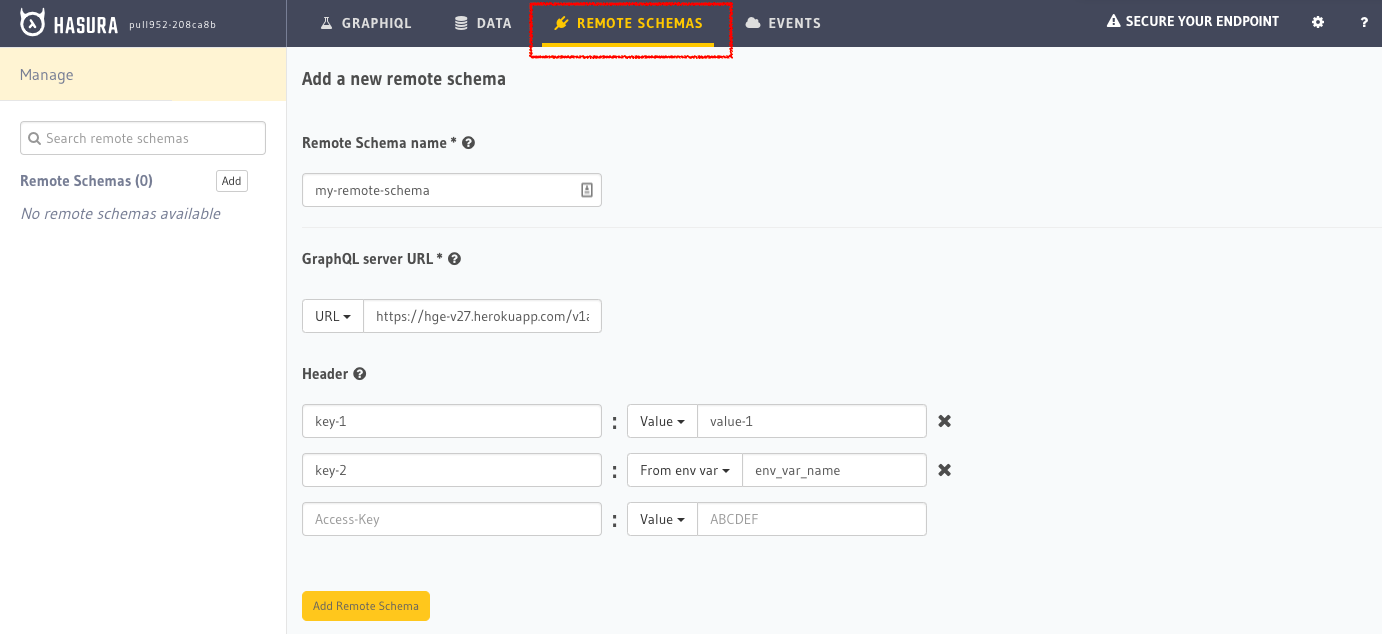 HASURA pull952-208ca8b GRAPHIQL DATA REMOTE SCHEMAS EVENTS SECURE YOUR ENDPOINT ?
Manage
Search remote schemas
Remote Schemas (0) Add
No remote schemas available
Add a new remote schema
Remote Schema name * ?
my-remote-schema
GraphQL server URL * ?
URL https://hge-v27.herokuapp.com/v1a
Header ?
key-1 : Value value-1
key-2 : From env var env_var_name
Access-Key : Value ABCDEF
Add Remote Schema